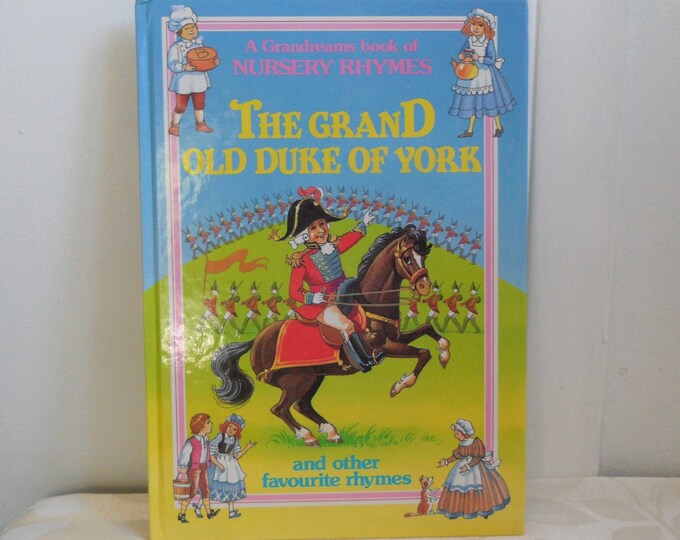 A Grandreams book of
NURSERY RHYMES
THE GRAND
OLD DUKE OF YORK
and other
favourite rhymes